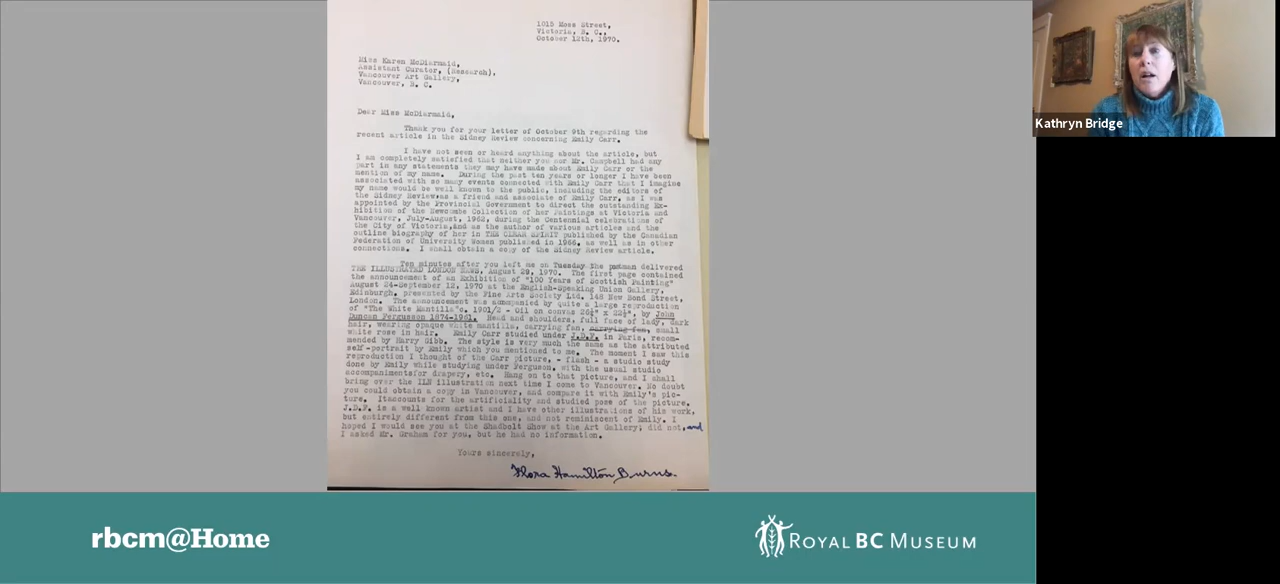 1015 Moss Street,
Victoria, B. C.,
October 12th, 1970.
Miss Karen McDiarmaid,
Assistant Curator, (Research),
Vancouver Art Gallery,
Vancouver, B. C.
Dear Miss McDiarmaid,
Thank you for your letter of October 9th regarding the
recent article in the Sidney Review concerning Emily Carr.
I have not seen or heard anything about the article, but
I am completely satisfied that neither you nor Mr. Campbell had any
part in any statements they may have made about Emily Carr or the
mention of my name. During the past ten years or longer I have been
associated with so many events connected with Emily Carr that I imagine
my name would be well known to the public, including the editors of
the Sidney Review,as a friend and associate of Emily Carr, as I was
appointed by the Provincial Government to direct the outstanding Ex-
hibition of the Newcombe Collection of her Paintings at Victoria and
Vancouver, July-August, 1962, during the Centennial celebrations of
the City of Victoria,and as the author of various articles and the
outline biography of her in THE CLEAR SPIRIT published by the Canadian
Federation of University Women published in 1966, as well as in other
connections. I shall obtain a copy of the Sidney Review article.
Ten minutes after you left me on Tuesday the postman delivered
THE ILLUSTRATED LONDON NEWS, August 29, 1970. The first page contained
the announcement of an Exhibition of "100 Years of Scottish Painting"
August 24-September 12, 1970 at the English-Speaking Union Gallery,
Edinburgh, presented by the Fine Arts Society Ltd. 148 New Bond Street,
London. The announcement was accompanied by quite a large reproduction
of "The White Mantilla"c. 1901/2 - Oil on canvas 26½" x 22½", by John
Duncan Fergusson 1874-1961. Head and shoulders, full face of lady, dark
hair, wearing opaque white mantilla, carrying fan, carrying fan, small
white rose in hair. Emily Carr studied under J.D.F. in Paris, recom-
mended by Harry Gibb. The style is very much the same as the attributed
self-portrait by Emily which you mentioned to me. The moment I saw this
reproduction I thought of the Carr picture, - flash - a studio study
done by Emily while studying under Ferguson, with the usual studio
accompanimentsfor drapery, etc. Hang on to that picture, and I shall
bring over the ILN illustration next time I come to Vancouver. No doubt
you could obtain a copy in Vancouver, and compare it with Emily's pic-
ture. Itaccounts for the artificiality and studied pose of the picture.
J.D.F. is a well known artist and I have other illustrations of his work,
but entirely different from this one, and not reminiscent of Emily. I
hoped I would see you at the Shadbolt Show at the Art Gallery; did not, and
I asked Mr. Graham for you, but he had no information.
Yours sincerely,
Flora Hamilton Burns.
Kathryn Bridge
rbcm@Home
ROYAL BC MUSEUM